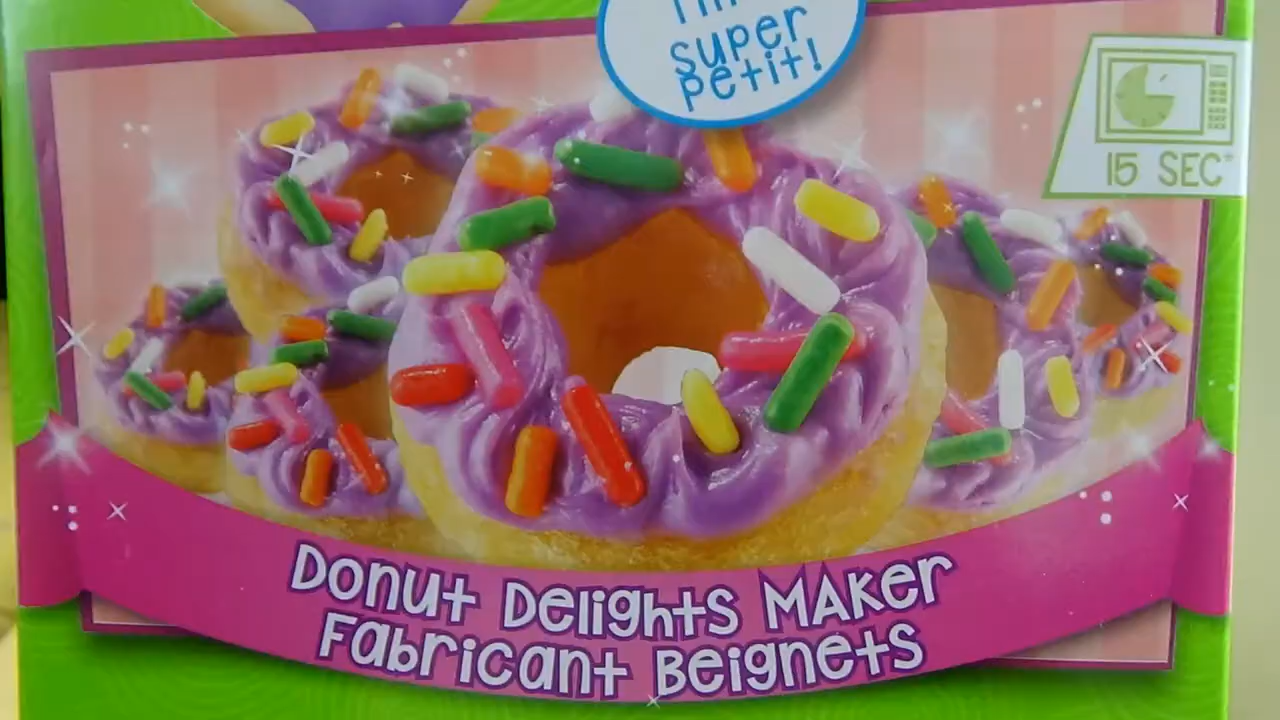 super
petit!
15 SEC*
Donut Delights Maker
Fabricant Beignets